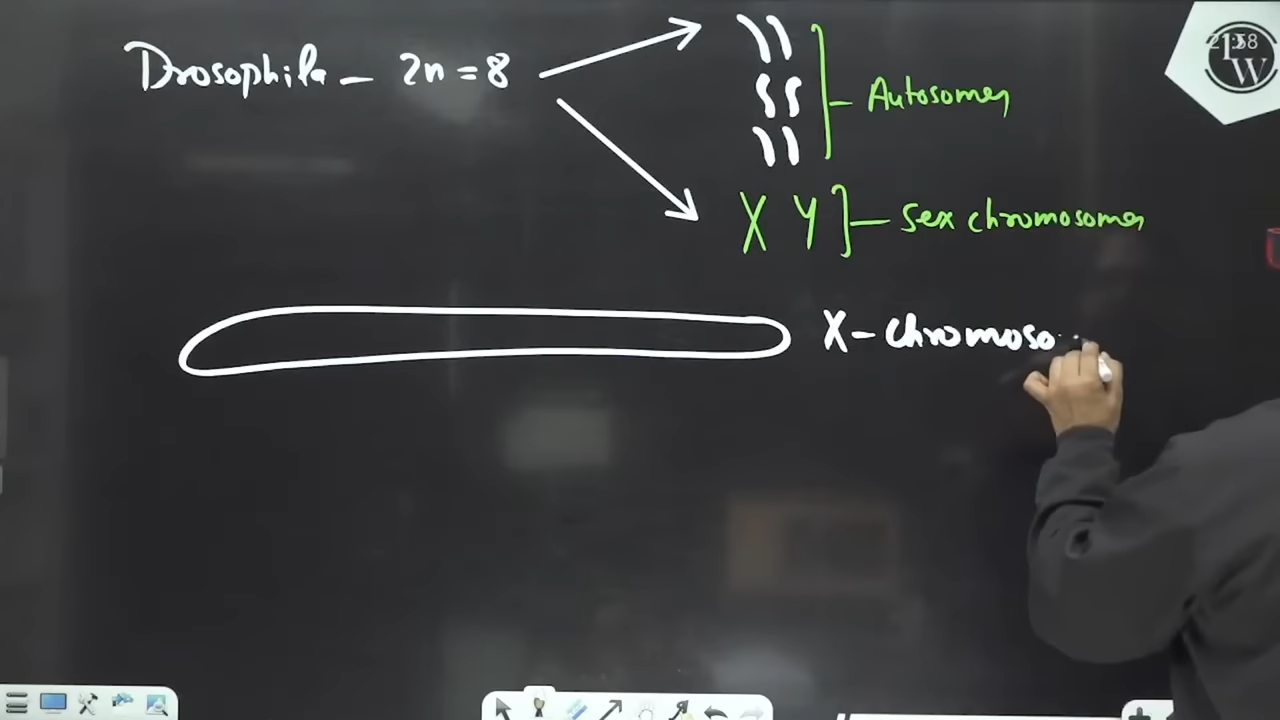 Drosophila - 2n = 8
Autosomes
X Y - Sex chromosomes
X - chromoso